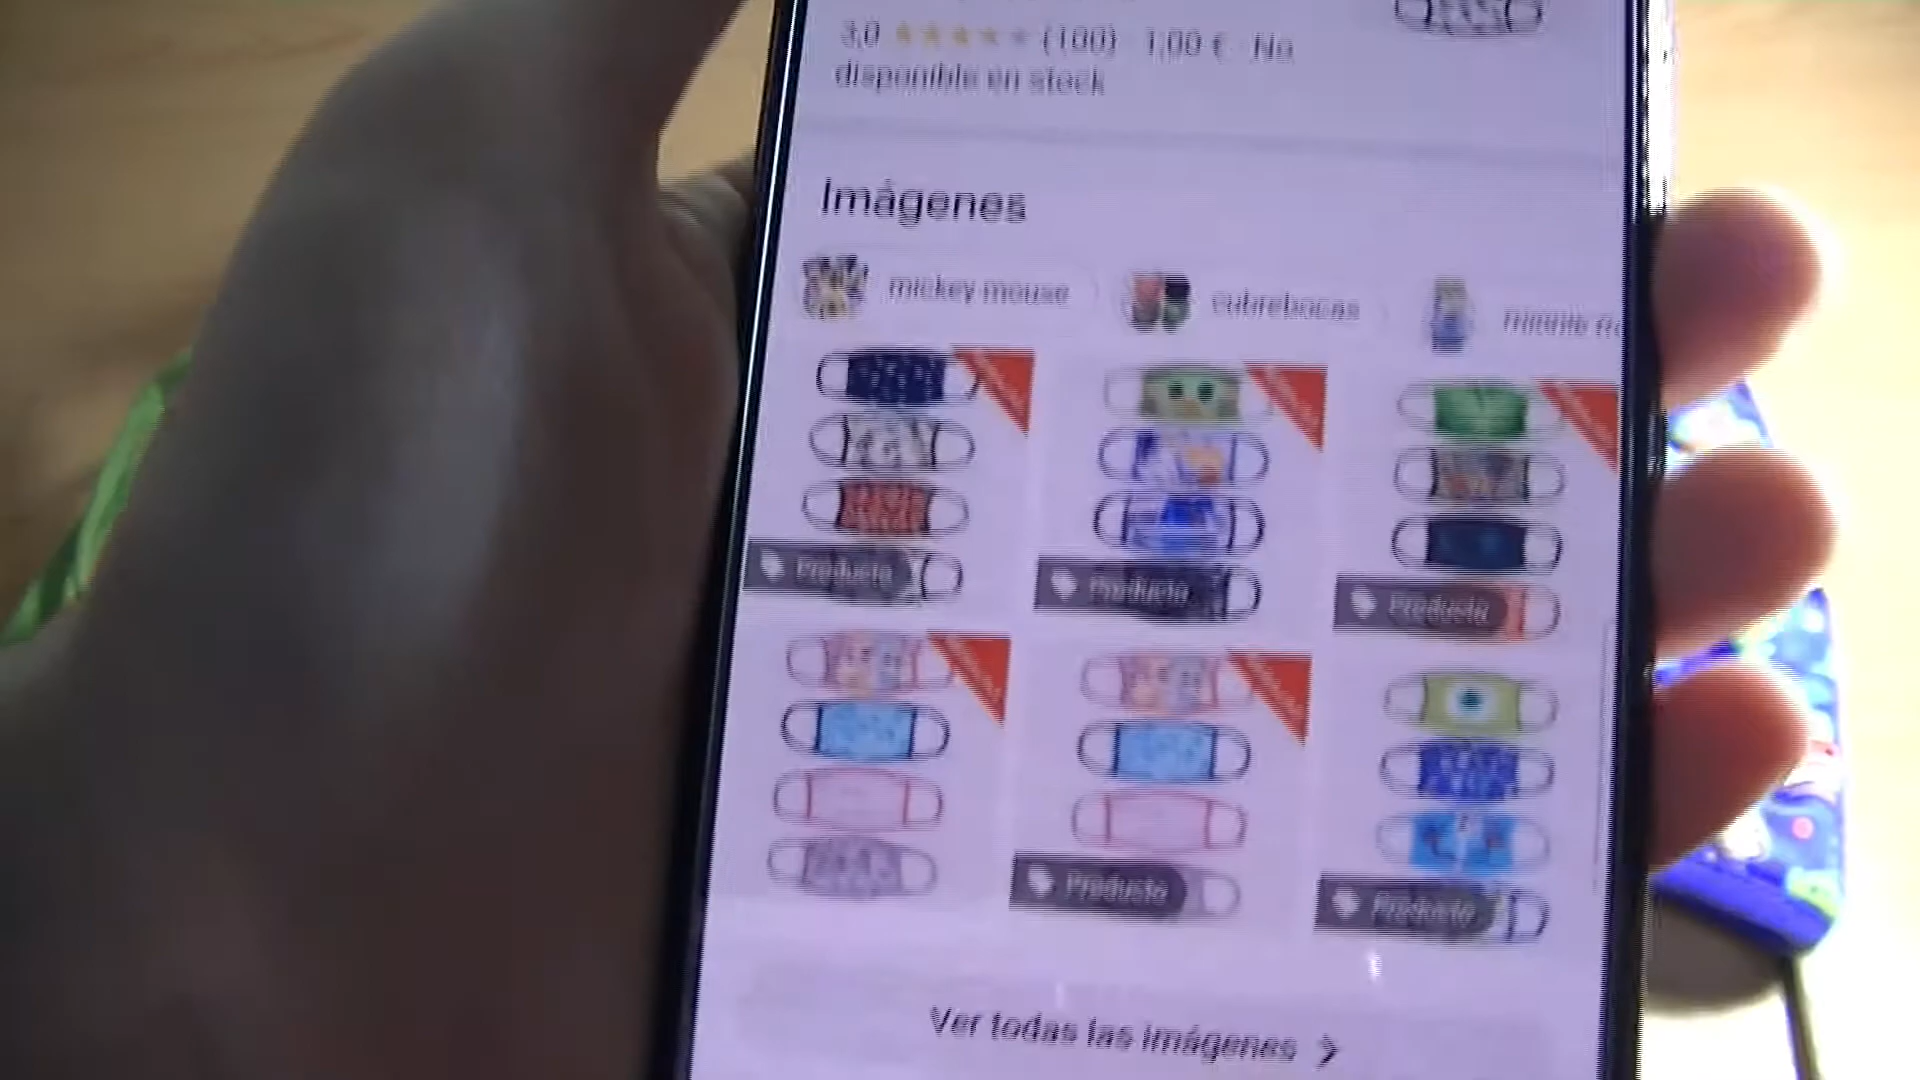 3,0 (100) · 1,00 € · No
disponible en stock
Imágenes
mickey mouse
cubrebocas
minnie
Producto
Producto
Producto
Producto
Producto
Ver todas las imágenes >